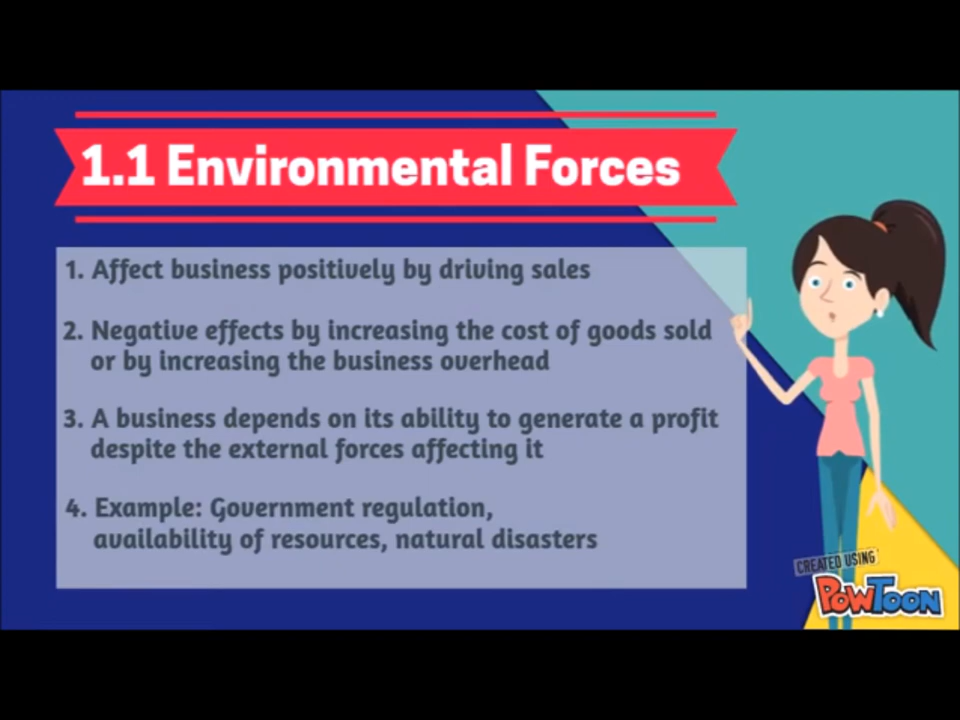 1.1 Environmental Forces
1. Affect business positively by driving sales
2. Negative effects by increasing the cost of goods sold
or by increasing the business overhead
3. A business depends on its ability to generate a profit
despite the external forces affecting it
4. Example: Government regulation,
availability of resources, natural disasters
CREATED USING
POWTOON